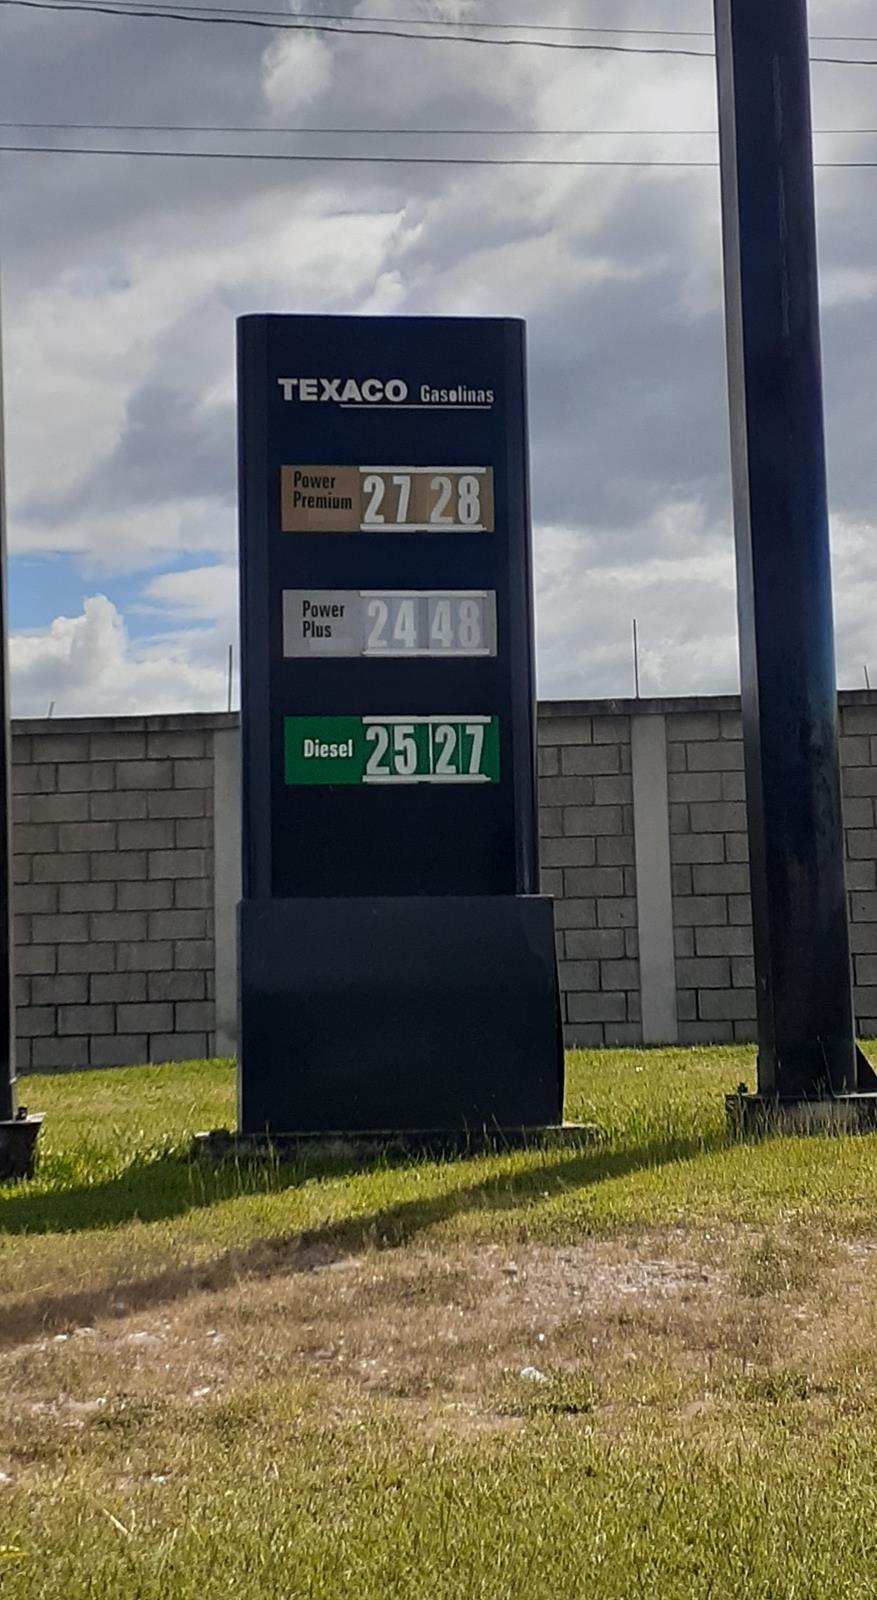 TEXACO Gasolinas
Power
Premium
27 28
Power
Plus
24 48
Diesel
25 27